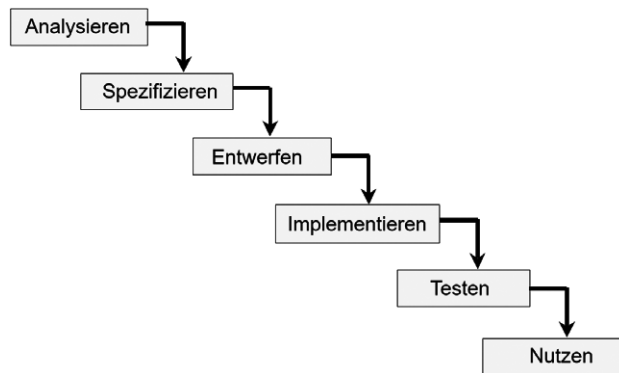 Analysieren
Spezifizieren
Entwerfen
Implementieren
Testen
Nutzen